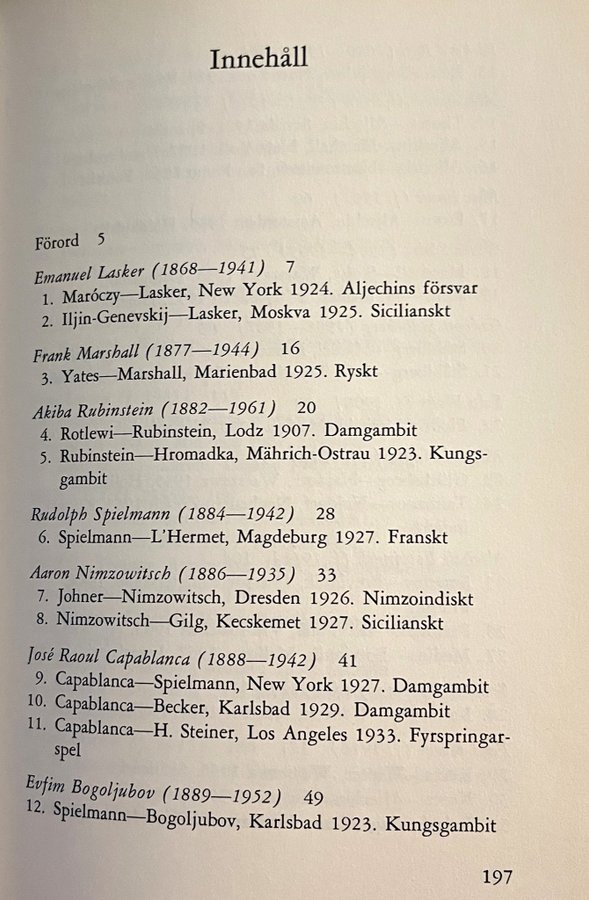 Innehåll
Förord 5
Emanuel Lasker (1868—1941) 7
1. Maróczy—Lasker, New York 1924. Aljechins försvar
2. Iljin-Genevskij—Lasker, Moskva 1925. Sicilianskt
Frank Marshall (1877—1944) 16
3. Yates—Marshall, Marienbad 1925. Ryskt
Akiba Rubinstein (1882—1961) 20
4. Rotlewi—Rubinstein, Lodz 1907. Damgambit
5. Rubinstein—Hromadka, Mährich-Ostrau 1923. Kungs-
gambit
Rudolph Spielmann (1884—1942) 28
6. Spielmann—L'Hermet, Magdeburg 1927. Franskt
Aaron Nimzowitsch (1886—1935) 33
7. Johner—Nimzowitsch, Dresden 1926. Nimzoindiskt
8. Nimzowitsch—Gilg, Kecskemet 1927. Sicilianskt
José Raoul Capablanca (1888—1942) 41
9. Capablanca—Spielmann, New York 1927. Damgambit
10. Capablanca—Becker, Karlsbad 1929. Damgambit
11. Capablanca—H. Steiner, Los Angeles 1933. Fyrspringar-
spel
Evfim Bogoljubov (1889—1952) 49
12. Spielmann—Bogoljubov, Karlsbad 1923. Kungsgambit
197